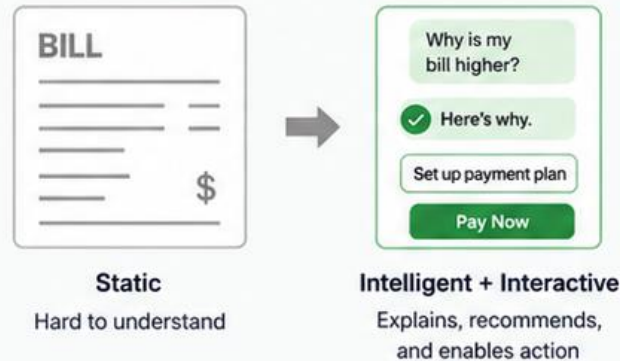 BILL
$
Static
Hard to understand
Why is my
bill higher?
Here's why.
Set up payment plan
Pay Now
Intelligent + Interactive
Explains, recommends,
and enables action